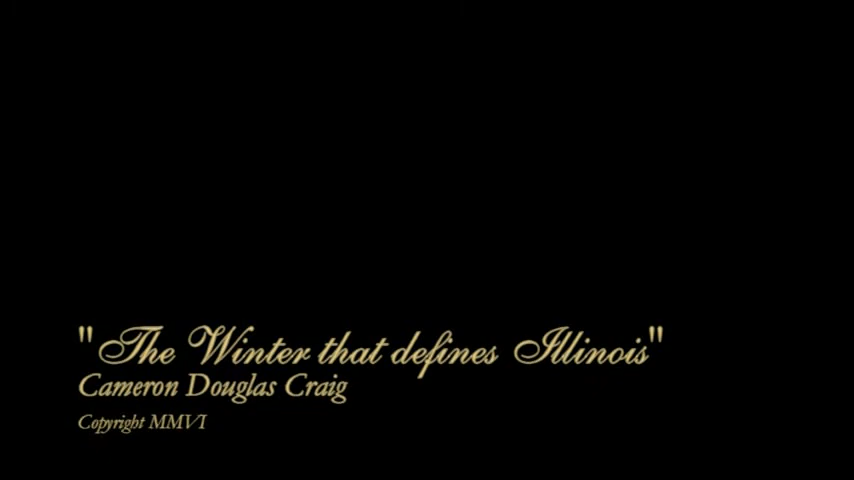 "The Winter that defines Illinois"
Cameron Douglas Craig
Copyright MMVI